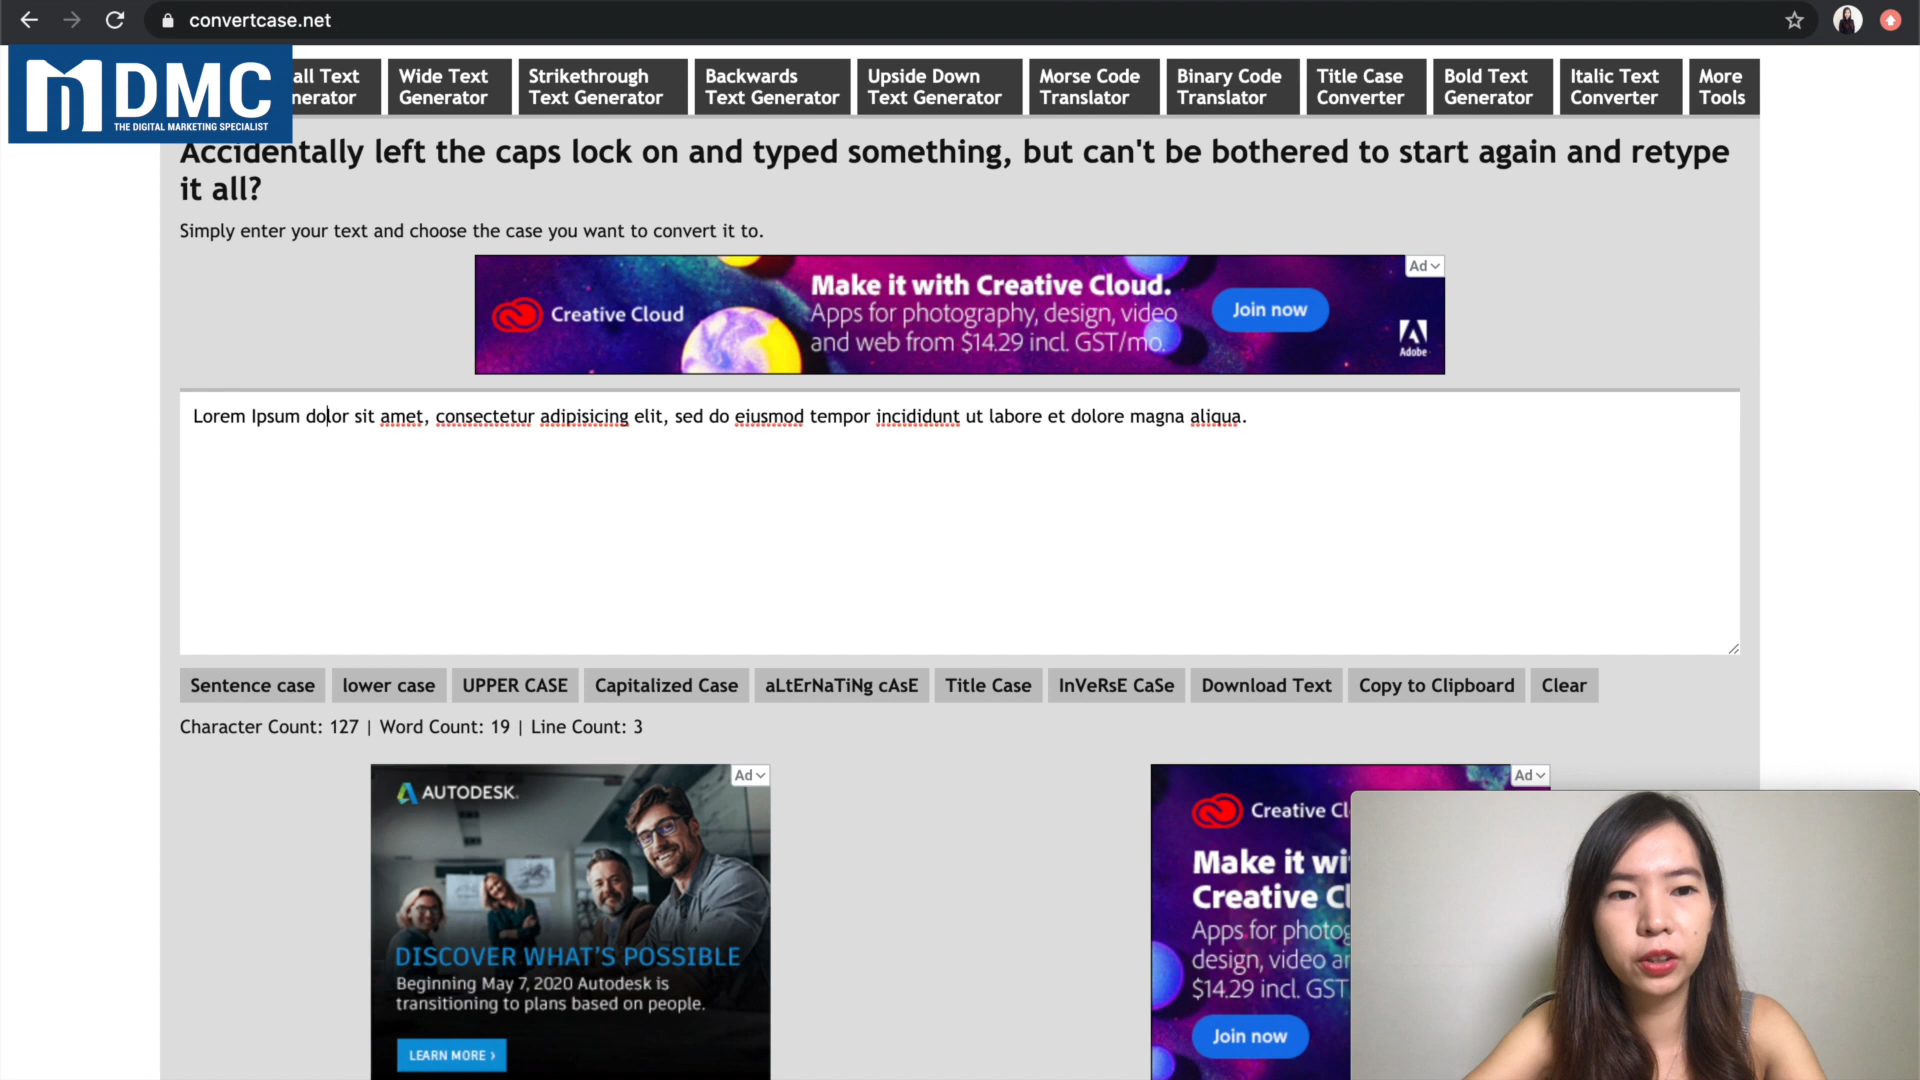 convertcase.net
DMC
THE DIGITAL MARKETING SPECIALIST
all Text
nerator
Wide Text
Generator
Strikethrough
Text Generator
Backwards
Text Generator
Upside Down
Text Generator
Morse Code
Translator
Binary Code
Translator
Title Case
Converter
Bold Text
Generator
Italic Text
Converter
More
Tools
Accidentally left the caps lock on and typed something, but can't be bothered to start again and retype
it all?
Simply enter your text and choose the case you want to convert it to.
Creative Cloud
Make it with Creative Cloud.
Apps for photography, design, video
and web from $14.29 incl. GST/mo.
Join now
Ad
Adobe
Lorem Ipsum dolor sit amet, consectetur adipisicing elit, sed do eiusmod tempor incididunt ut labore et dolore magna aliqua.
Sentence case
lower case
UPPER CASE
Capitalized Case
aLtErNaTiNg cAsE
Title Case
InVeRsE CaSe
Download Text
Copy to Clipboard
Clear
Character Count: 127 | Word Count: 19 | Line Count: 3
Ad
AUTODESK.
DISCOVER WHAT'S POSSIBLE
Beginning May 7, 2020 Autodesk is
transitioning to plans based on people.
LEARN MORE ›
Ad
Creative Cl
Make it wi
Creative Cl
Apps for photog
design, video an
$14.29 incl. GST
Join now